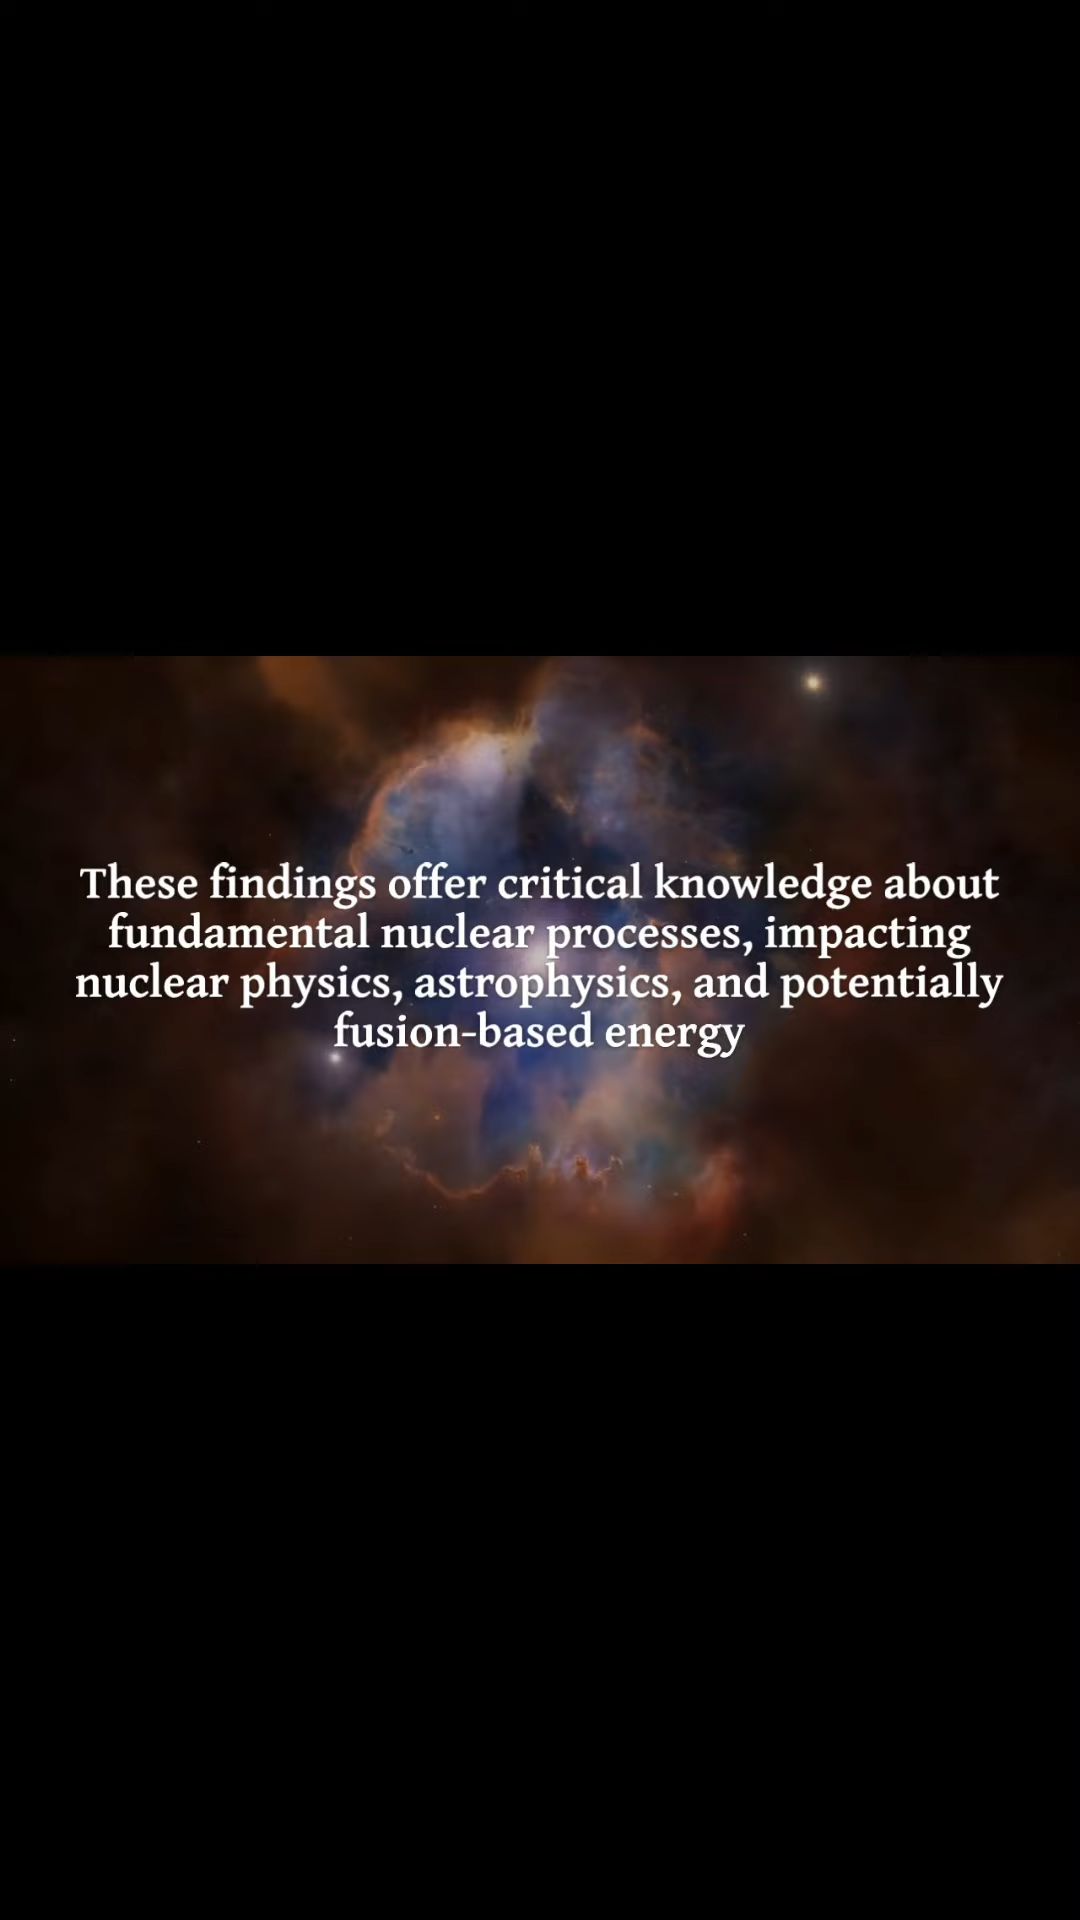 These findings offer critical knowledge about
fundamental nuclear processes, impacting
nuclear physics, astrophysics, and potentially
fusion-based energy